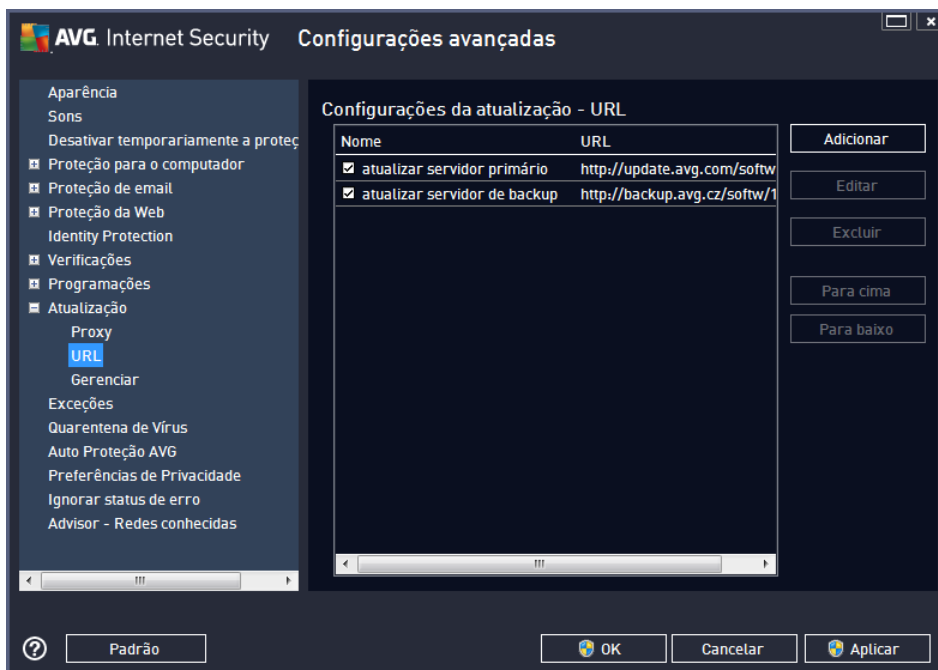 AVG. Internet Security Configurações avançadas
Aparência
Sons
Desativar temporariamente a proteç
Proteção para o computador
Proteção de email
Proteção da Web
Identity Protection
Verificações
Programações
Atualização
Proxy
URL
Gerenciar
Exceções
Quarentena de Vírus
Auto Proteção AVG
Preferências de Privacidade
Ignorar status de erro
Advisor - Redes conhecidas
Configurações da atualização - URL
Nome URL
atualizar servidor primário http://update.avg.com/softw
atualizar servidor de backup http://backup.avg.cz/softw/1
Adicionar
Editar
Excluir
Para cima
Para baixo
Padrão
OK
Cancelar
Aplicar